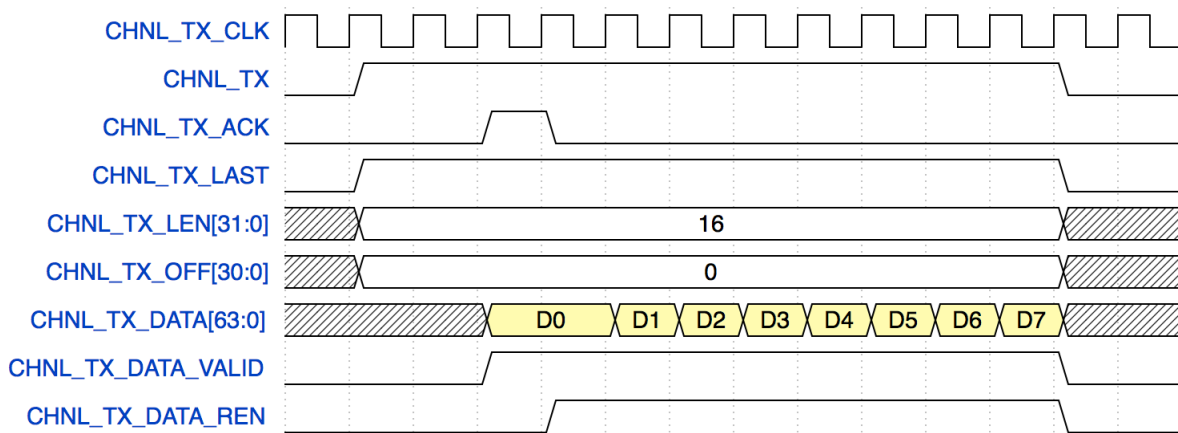 CHNL_TX_CLK
CHNL_TX
CHNL_TX_ACK
CHNL_TX_LAST
CHNL_TX_LEN[31:0] 16
CHNL_TX_OFF[30:0] 0
CHNL_TX_DATA[63:0] D0 D1 D2 D3 D4 D5 D6 D7
CHNL_TX_DATA_VALID
CHNL_TX_DATA_REN